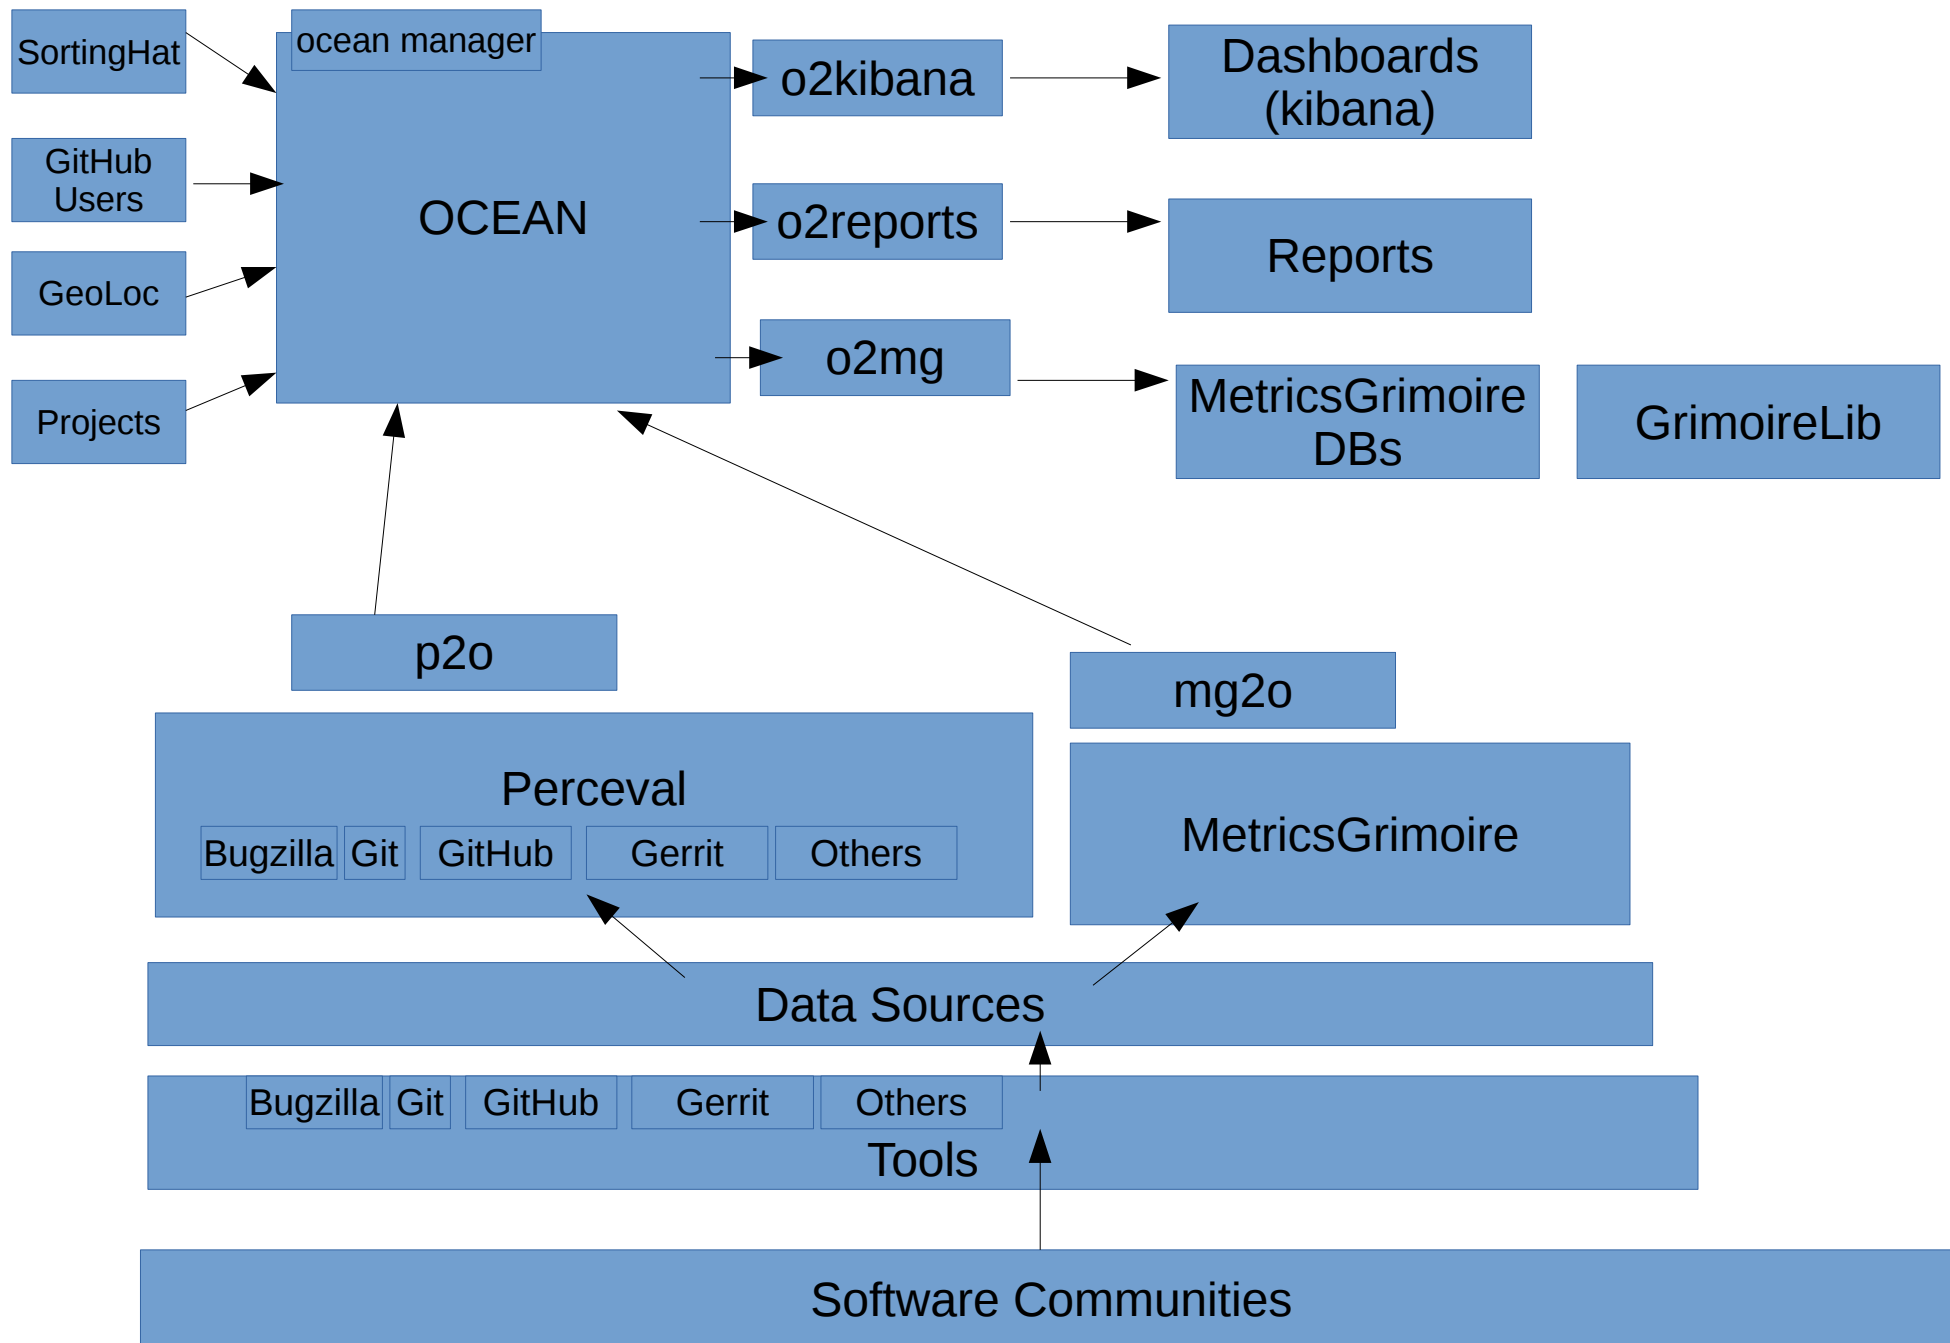 SortingHat
ocean manager
o2kibana
Dashboards
(kibana)
GitHub
Users
OCEAN
o2reports
Reports
GeoLoc
o2mg
Projects
MetricsGrimoire
DBs
GrimoireLib
p2o
mg2o
Perceval
Bugzilla
Git
GitHub
Gerrit
Others
MetricsGrimoire
Data Sources
Bugzilla
Git
GitHub
Gerrit
Others
Tools
Software Communities